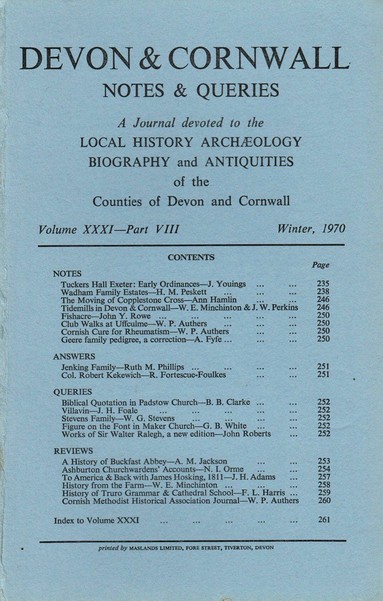 DEVON & CORNWALL
NOTES & QUERIES
A Journal devoted to the
LOCAL HISTORY ARCHÆOLOGY
BIOGRAPHY and ANTIQUITIES
of the
Counties of Devon and Cornwall
Volume XXXI—Part VIII Winter, 1970
CONTENTS
Page
NOTES
Tuckers Hall Exeter: Early Ordinances—J. Youings ... ... 235
Wadham Family Estates—H. M. Peskett ... ... ... 238
The Moving of Copplestone Cross—Ann Hamlin ... ... 246
Tidemills in Devon & Cornwall—W. E. Minchinton & J. W. Perkins 246
Fishacre—John Y. Rowe ... ... ... ... ... 250
Club Walks at Uffculme—W. P. Authers ... ... ... 250
Cornish Cure for Rheumatism—W. P. Authers ... ... 250
Geere family pedigree, a correction—A. Fyfe ... ... ... 250
ANSWERS
Jenking Family—Ruth M. Phillips ... ... ... ... 251
Col. Robert Kekewich—R. Fortescue-Foulkes ... ... 251
QUERIES
Biblical Quotation in Padstow Church—B. B. Clarke ... ... 252
Villavin—J. H. Foale ... ... ... ... ... 252
Stevens Family—W. G. Stevens ... ... ... ... 252
Figure on the Font in Maker Church—G. B. White ... ... 252
Works of Sir Walter Ralegh, a new edition—John Roberts ... 252
REVIEWS
A History of Buckfast Abbey—A. M. Jackson ... ... 253
Ashburton Churchwardens' Accounts—N. I. Orme ... ... 254
To America & Back with James Hosking, 1811—J. H. Adams ... 257
History from the Farm—W. E. Minchinton ... ... ... 258
History of Truro Grammar & Cathedral School—F. L. Harris ... 259
Cornish Methodist Historical Association Journal—W. P. Authers 260
Index to Volume XXXI ... ... ... ... ... 261
printed by MASLANDS LIMITED, FORE STREET, TIVERTON, DEVON